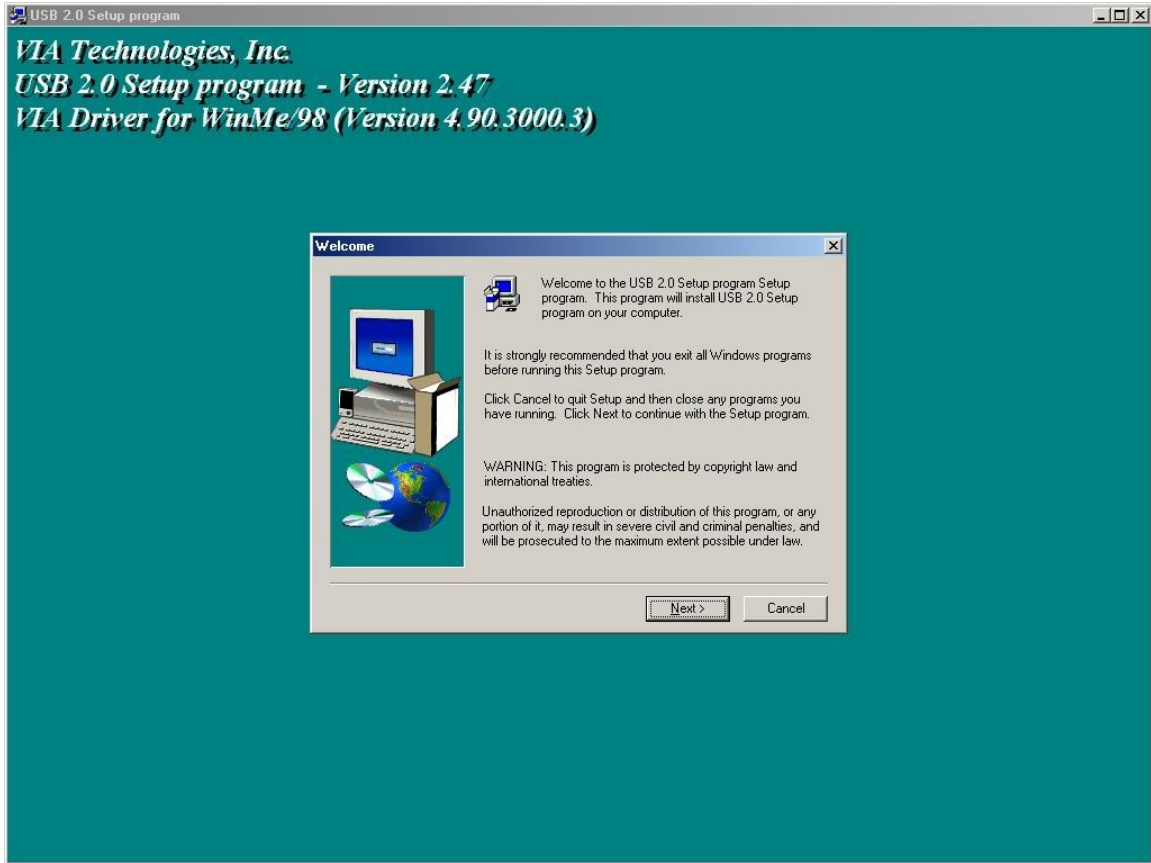 USB 2.0 Setup program
VIA Technologies, Inc.
USB 2.0 Setup program - Version 2.47
VIA Driver for WinMe/98 (Version 4.90.3000.3)
Welcome
Welcome to the USB 2.0 Setup program Setup
program. This program will install USB 2.0 Setup
program on your computer.
It is strongly recommended that you exit all Windows programs
before running this Setup program.
Click Cancel to quit Setup and then close any programs you
have running. Click Next to continue with the Setup program.
WARNING: This program is protected by copyright law and
international treaties.
Unauthorized reproduction or distribution of this program, or any
portion of it, may result in severe civil and criminal penalties, and
will be prosecuted to the maximum extent possible under law.
Next >
Cancel